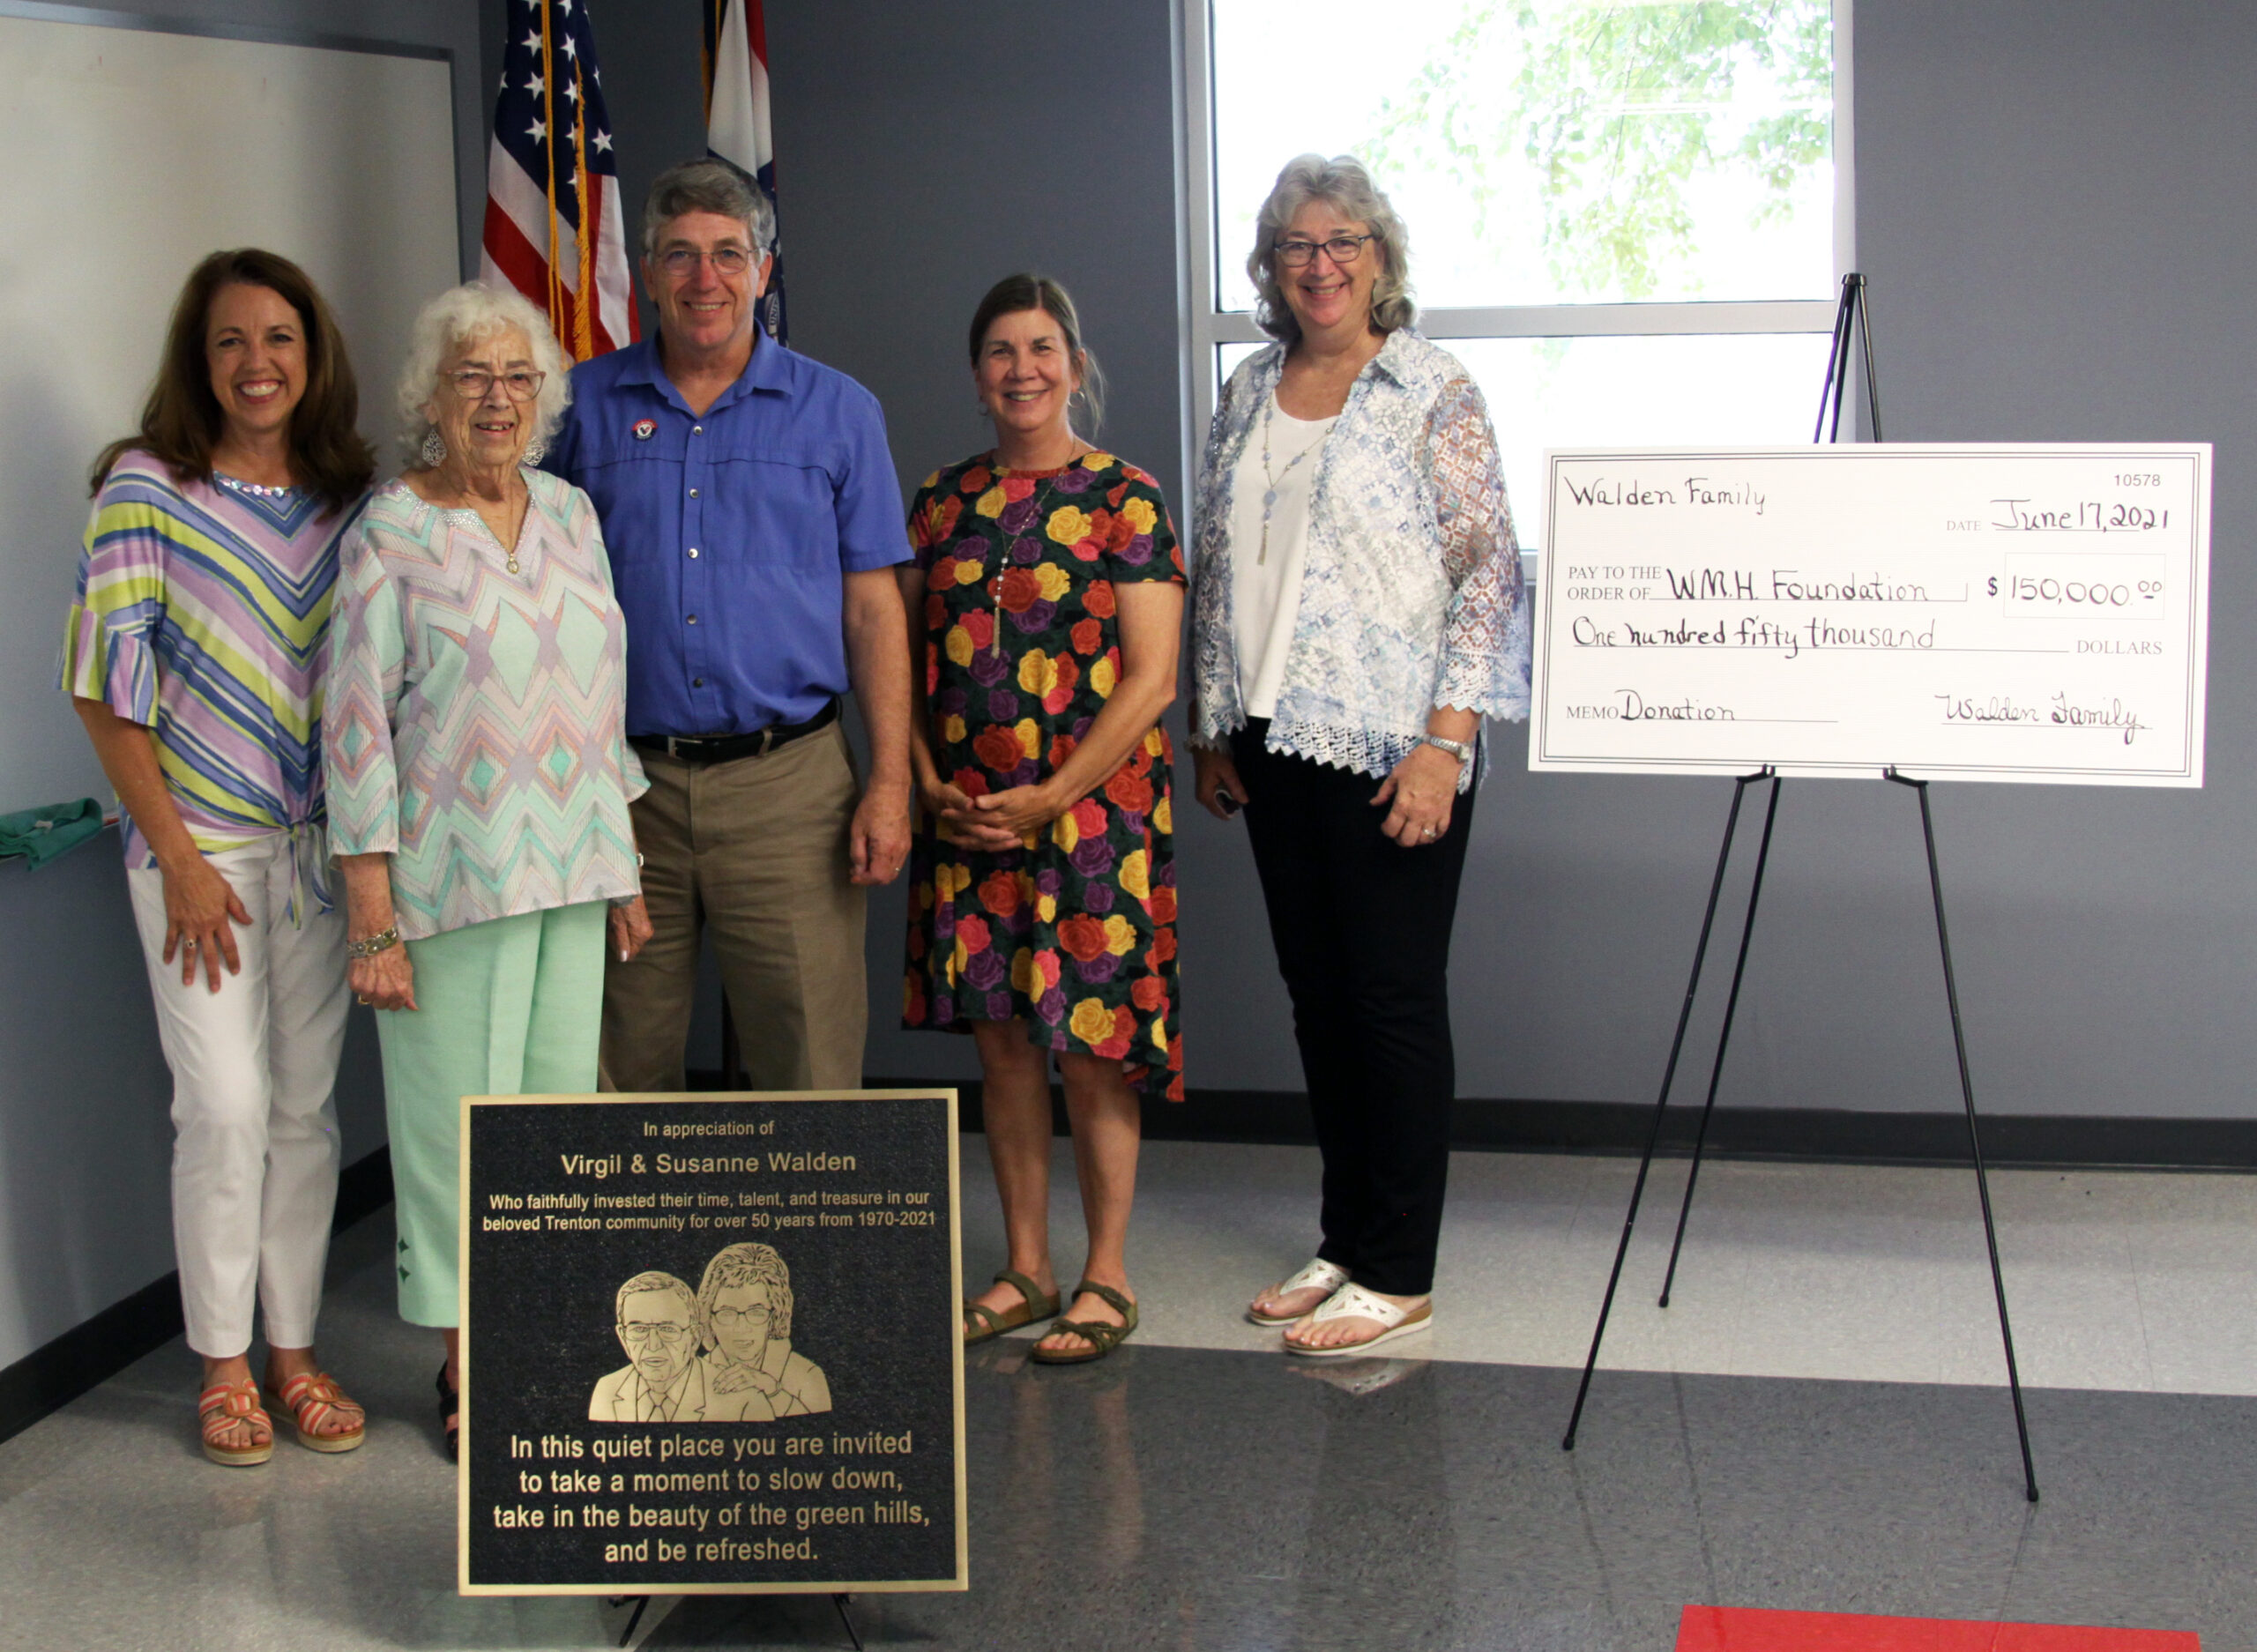 Walden Family
10578
DATE June 17, 2021
PAY TO THE
ORDER OF W.M.H. Foundation $ 150,000.00
One hundred fifty thousand DOLLARS
MEMO Donation Walden Family
In appreciation of
Virgil & Susanne Walden
Who faithfully invested their time, talent, and treasure in our
beloved Trenton community for over 50 years from 1970-2021
In this quiet place you are invited
to take a moment to slow down,
take in the beauty of the green hills,
and be refreshed.